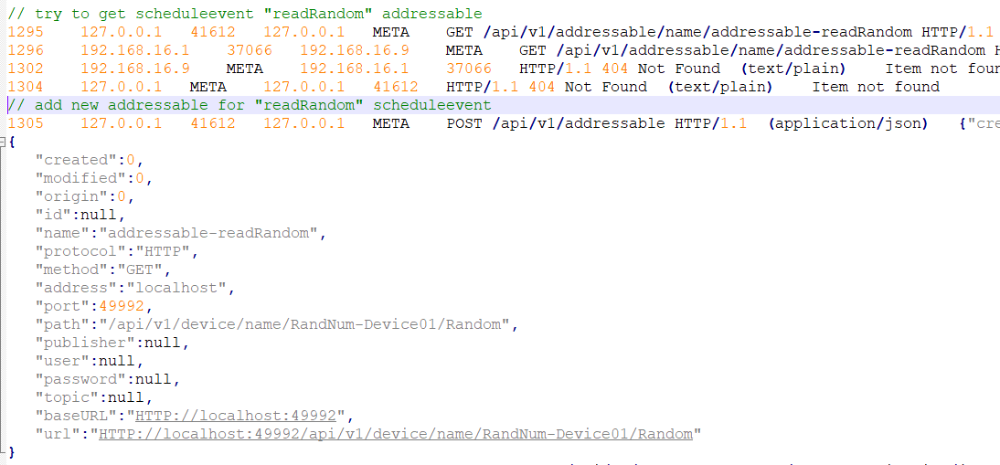 // try to get scheduleevent "readRandom" addressable
1295 127.0.0.1 41612 127.0.0.1 META GET /api/v1/addressable/name/addressable-readRandom HTTP/1.1
1296 192.168.16.1 37066 192.168.16.9 META GET /api/v1/addressable/name/addressable-readRandom H
1302 192.168.16.9 META 192.168.16.1 37066 HTTP/1.1 404 Not Found (text/plain) Item not foun
1304 127.0.0.1 META 127.0.0.1 41612 HTTP/1.1 404 Not Found (text/plain) Item not found
// add new addressable for "readRandom" scheduleevent
1305 127.0.0.1 41612 127.0.0.1 META POST /api/v1/addressable HTTP/1.1 (application/json) {"cre
{
"created":0,
"modified":0,
"origin":0,
"id":null,
"name":"addressable-readRandom",
"protocol":"HTTP",
"method":"GET",
"address":"localhost",
"port":49992,
"path":"/api/v1/device/name/RandNum-Device01/Random",
"publisher":null,
"user":null,
"password":null,
"topic":null,
"baseURL":"HTTP://localhost:49992",
"url":"HTTP://localhost:49992/api/v1/device/name/RandNum-Device01/Random"
}